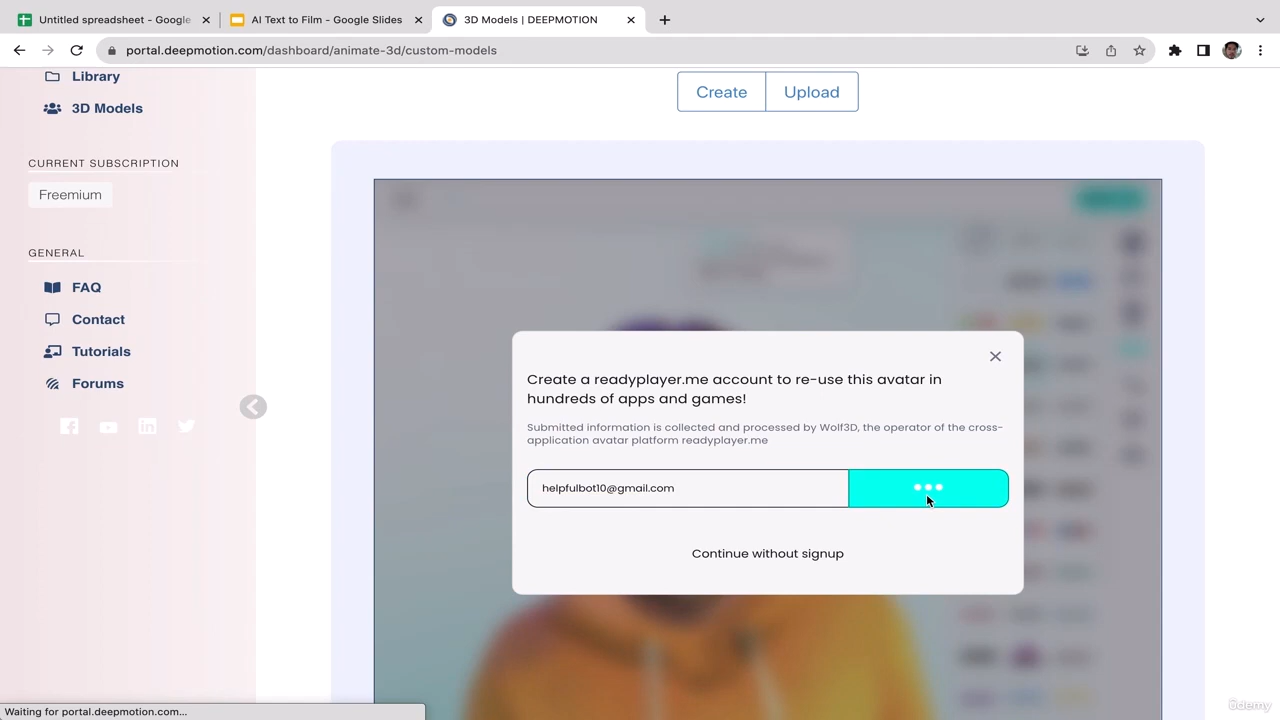 Untitled spreadsheet - Google
AI Text to Film - Google Slides
3D Models | DEEPMOTION
portal.deepmotion.com/dashboard/animate-3d/custom-models
Library
3D Models
CURRENT SUBSCRIPTION
Freemium
GENERAL
FAQ
Contact
Tutorials
Forums
Create
Upload
Create a readyplayer.me account to re-use this avatar in
hundreds of apps and games!
Submitted information is collected and processed by Wolf3D, the operator of the cross-
application avatar platform readyplayer.me
helpfulbot10@gmail.com
Continue without signup
Waiting for portal.deepmotion.com...
ûdemy